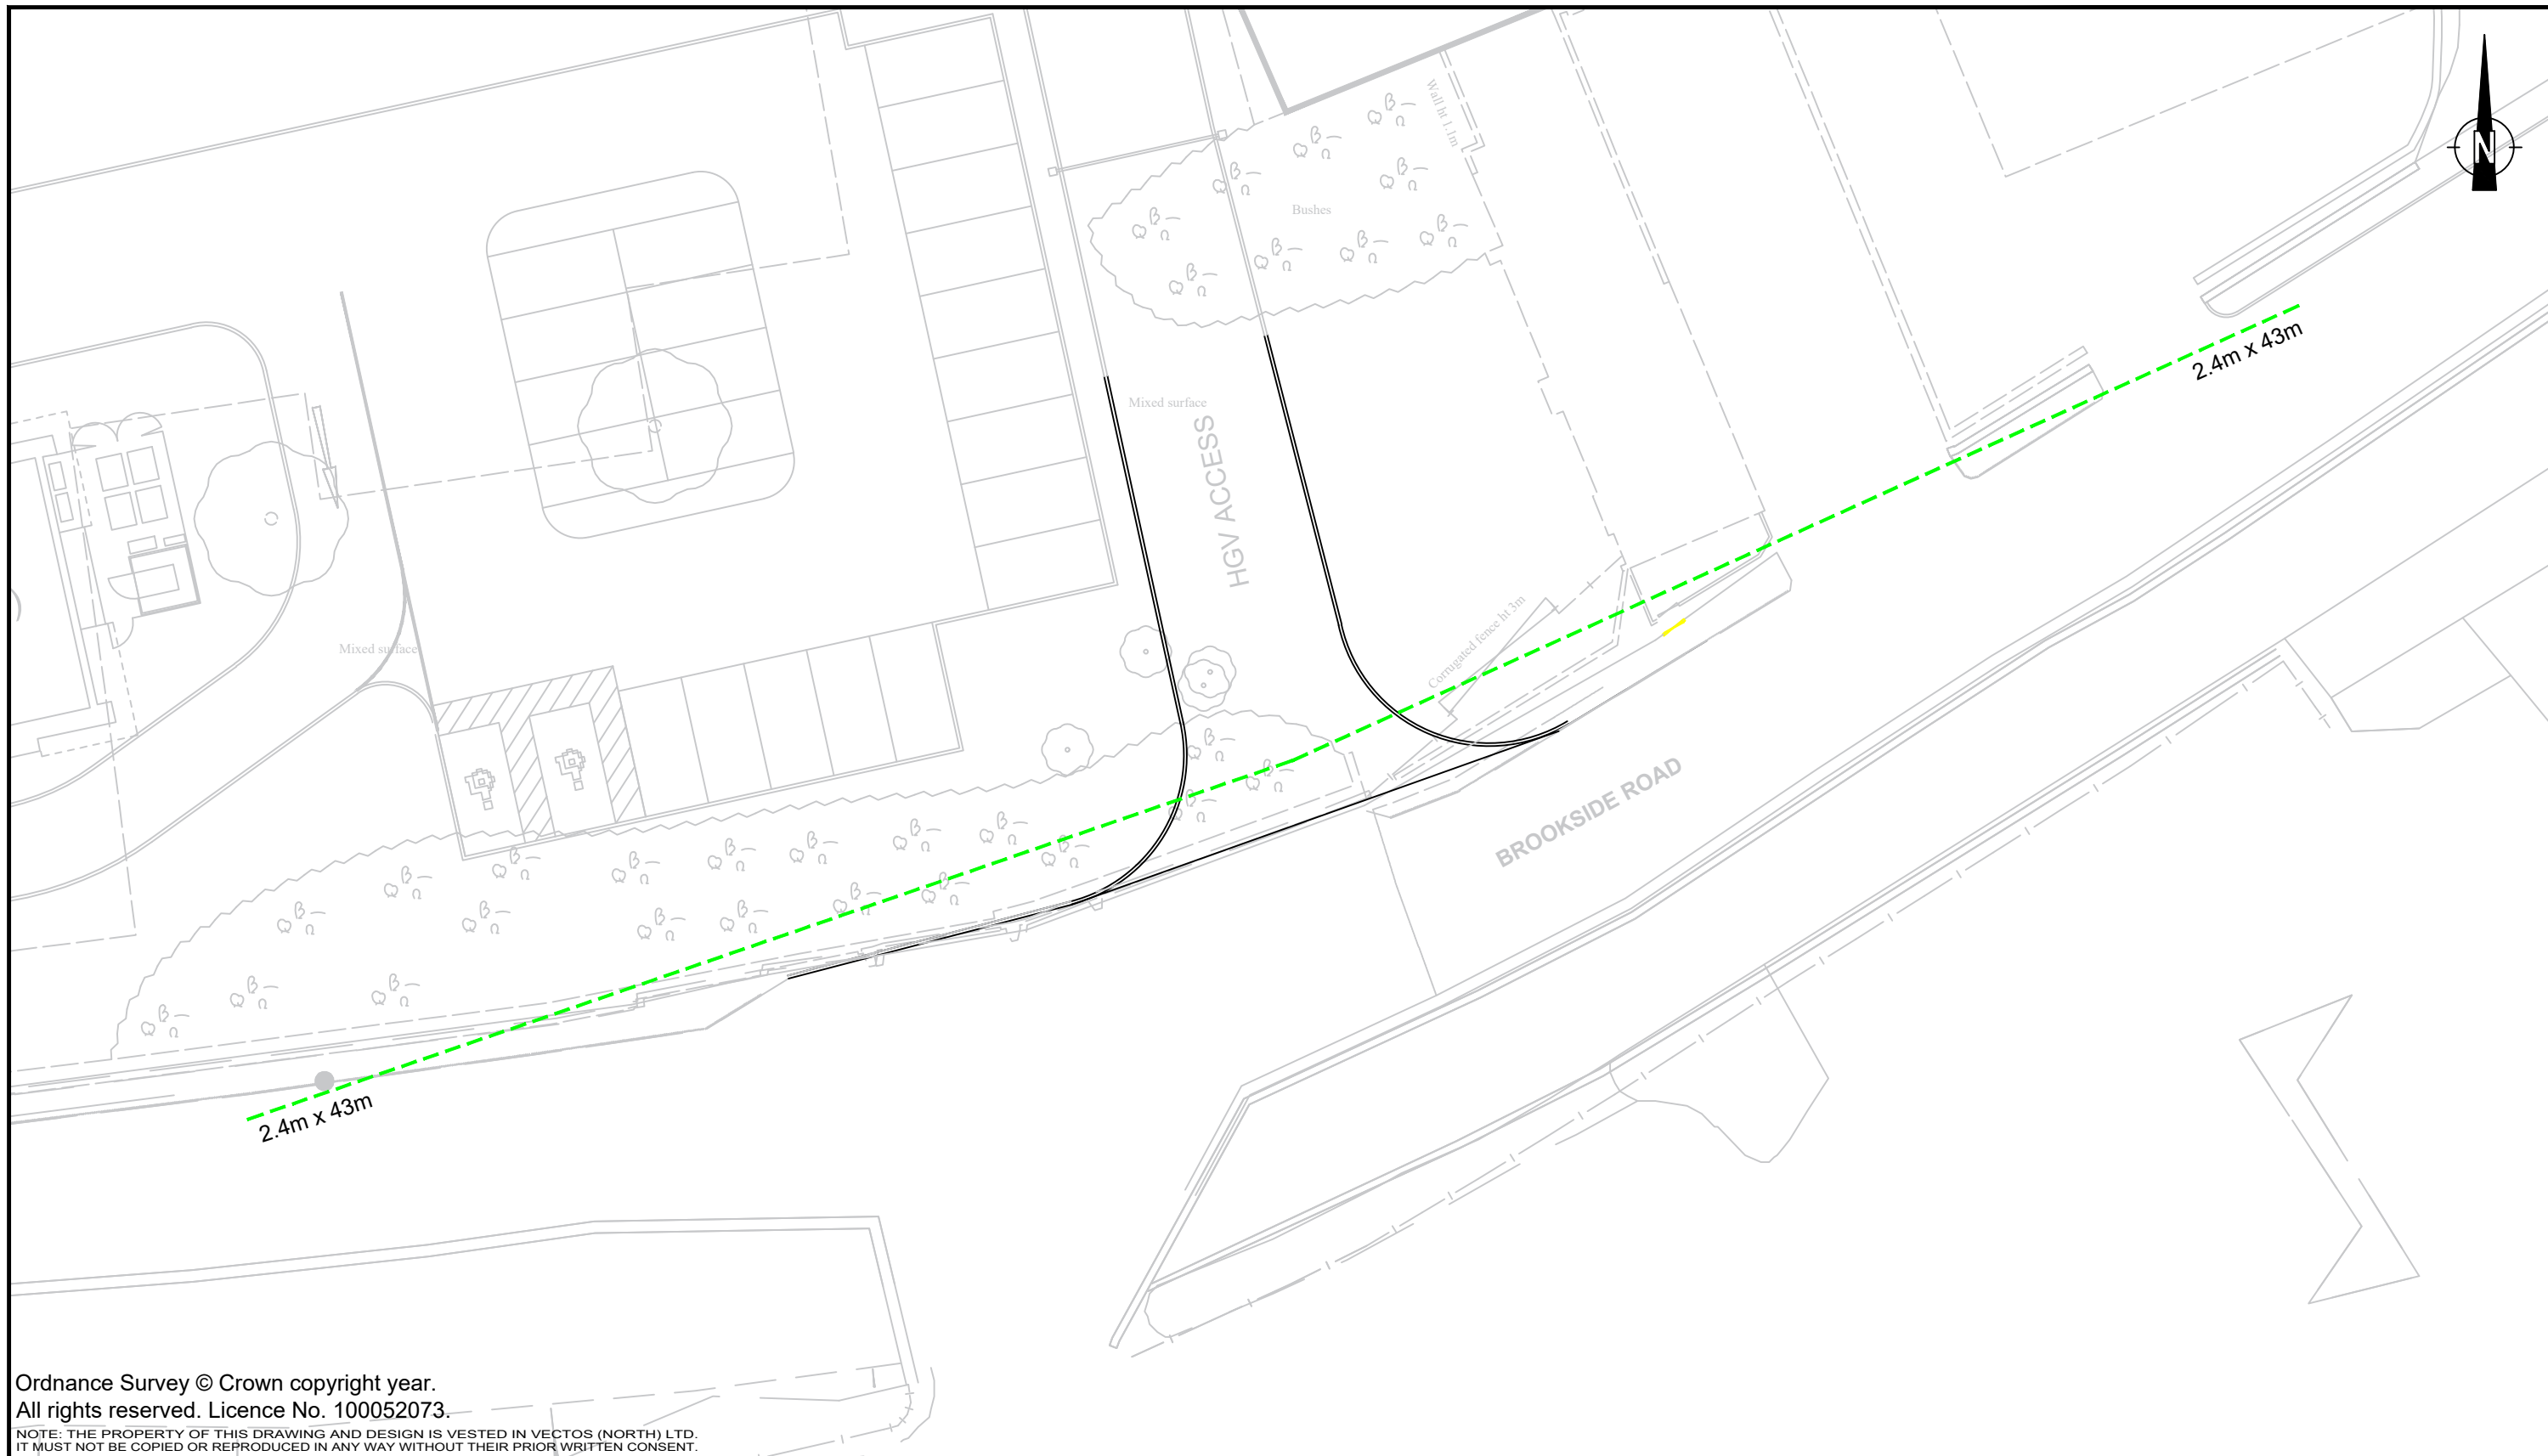 N
Wall ht 1.1m
Bushes
2.4m x 43m
Mixed surface
HGV ACCESS
Corrugated fence ht 3m
Mixed surface
BROOKSIDE ROAD
2.4m x 43m
Ordnance Survey © Crown copyright year.
All rights reserved. Licence No. 100052073.
NOTE: THE PROPERTY OF THIS DRAWING AND DESIGN IS VESTED IN VECTOS (NORTH) LTD.
IT MUST NOT BE COPIED OR REPRODUCED IN ANY WAY WITHOUT THEIR PRIOR WRITTEN CONSENT.